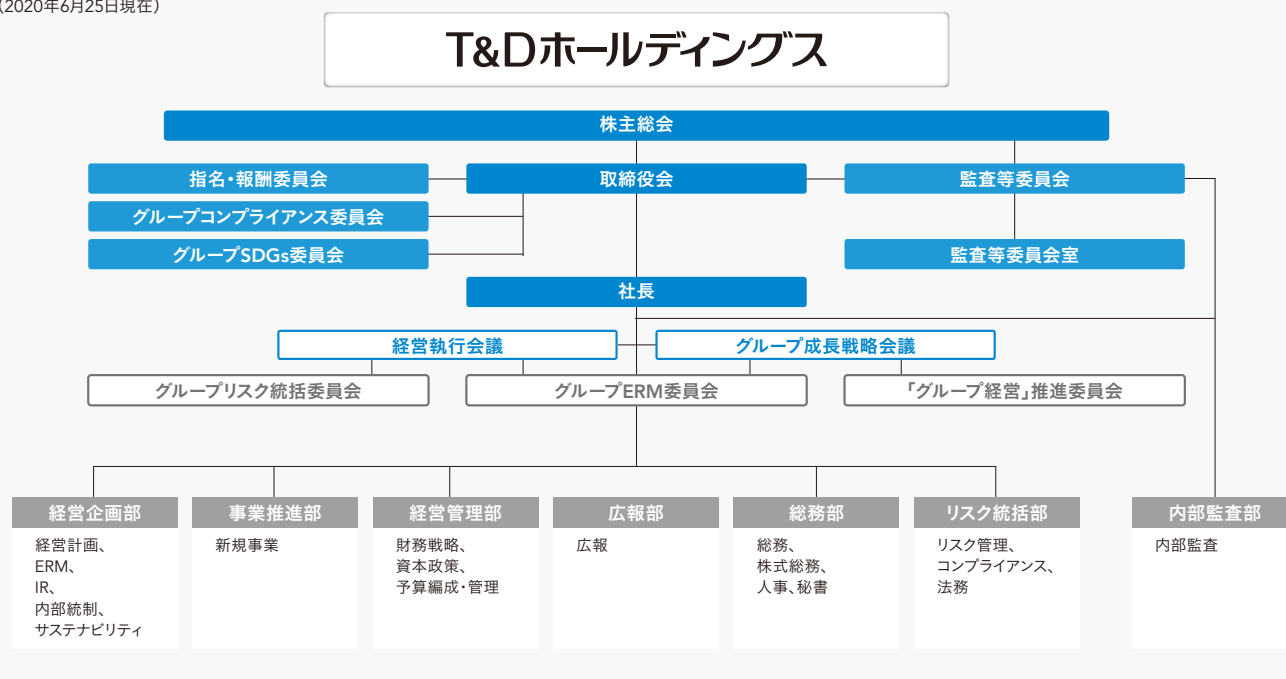 （2020年6月25日現在）
T&Dホールディングス
株主総会
指名・報酬委員会
取締役会
監査等委員会
グループコンプライアンス委員会
グループSDGs委員会
監査等委員会室
社長
経営執行会議
グループ成長戦略会議
グループリスク統括委員会
グループERM委員会
「グループ経営」推進委員会
経営企画部
経営計画、
ERM、
IR、
内部統制、
サステナビリティ
事業推進部
新規事業
経営管理部
財務戦略、
資本政策、
予算編成・管理
広報部
広報
総務部
総務、
株式総務、
人事、秘書
リスク統括部
リスク管理、
コンプライアンス、
法務
内部監査部
内部監査